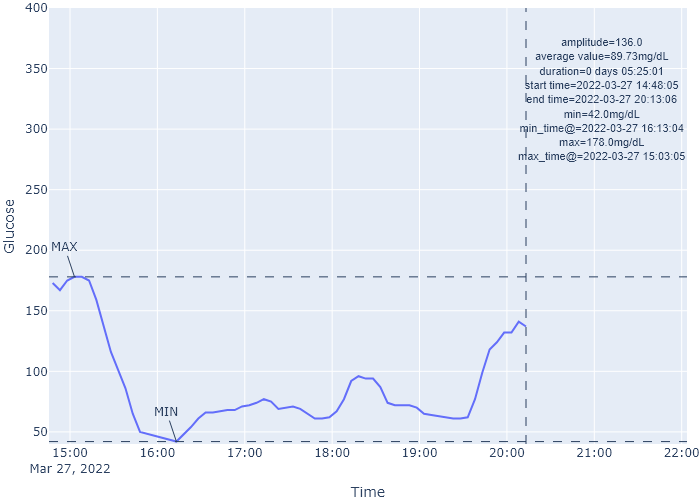 400
350
300
250
200
150
100
50
Glucose
amplitude=136.0
average value=89.73mg/dL
duration=0 days 05:25:01
start time=2022-03-27 14:48:05
end time=2022-03-27 20:13:06
min=42.0mg/dL
min_time@=2022-03-27 16:13:04
max=178.0mg/dL
max_time@=2022-03-27 15:03:05
MAX
MIN
15:00 16:00 17:00 18:00 19:00 20:00 21:00 22:00
Mar 27, 2022
Time